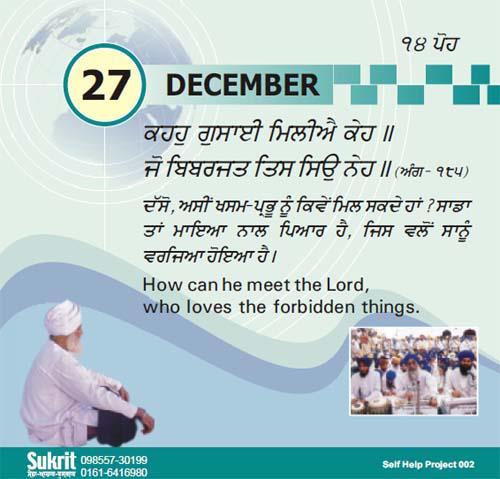 ੧੪ ਪੋਹ
27 DECEMBER
ਕਹਹੁ ਗੁਸਾਈ ਮਿਲੀਐ ਕੇਹ ॥
ਜੋ ਬਿਬਰਜਤ ਤਿਸ ਸਿਉ ਨੇਹ ॥ (ਅੰਗ- ੧੯੫)
ਦੱਸੋ, ਅਸੀਂ ਖਸਮ-ਪ੍ਰਭੂ ਨੂੰ ਕਿਵੇਂ ਮਿਲ ਸਕਦੇ ਹਾਂ ? ਸਾਡਾ
ਤਾਂ ਮਾਇਆ ਨਾਲ ਪਿਆਰ ਹੈ, ਜਿਸ ਵਲੋਂ ਸਾਨੂੰ
ਵਰਜਿਆ ਹੋਇਆ ਹੈ।
How can he meet the Lord,
who loves the forbidden things.
Sukrit 098557-30199
0161-6416980
Self Help Project 002